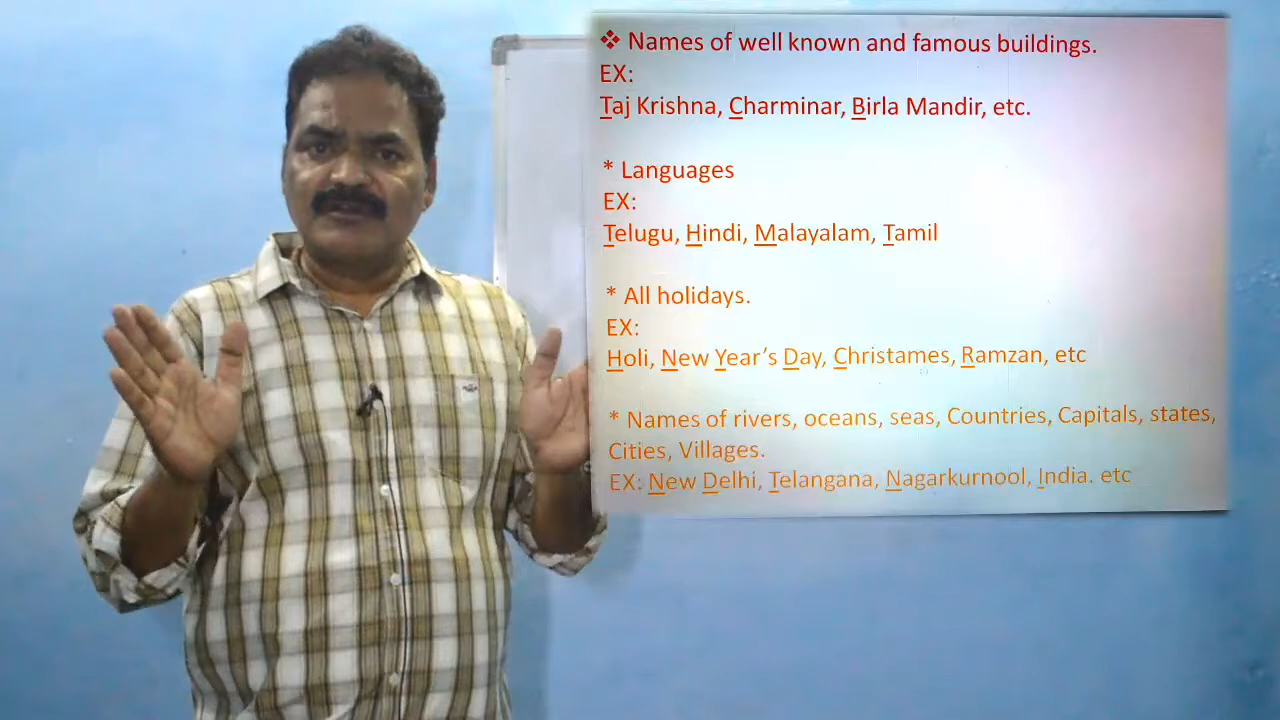 ❖ Names of well known and famous buildings.
EX:
Taj Krishna, Charminar, Birla Mandir, etc.
* Languages
EX:
Telugu, Hindi, Malayalam, Tamil
* All holidays.
EX:
Holi, New Year’s Day, Christames, Ramzan, etc
* Names of rivers, oceans, seas, Countries, Capitals, states,
Cities, Villages.
EX: New Delhi, Telangana, Nagarkurnool, India. etc